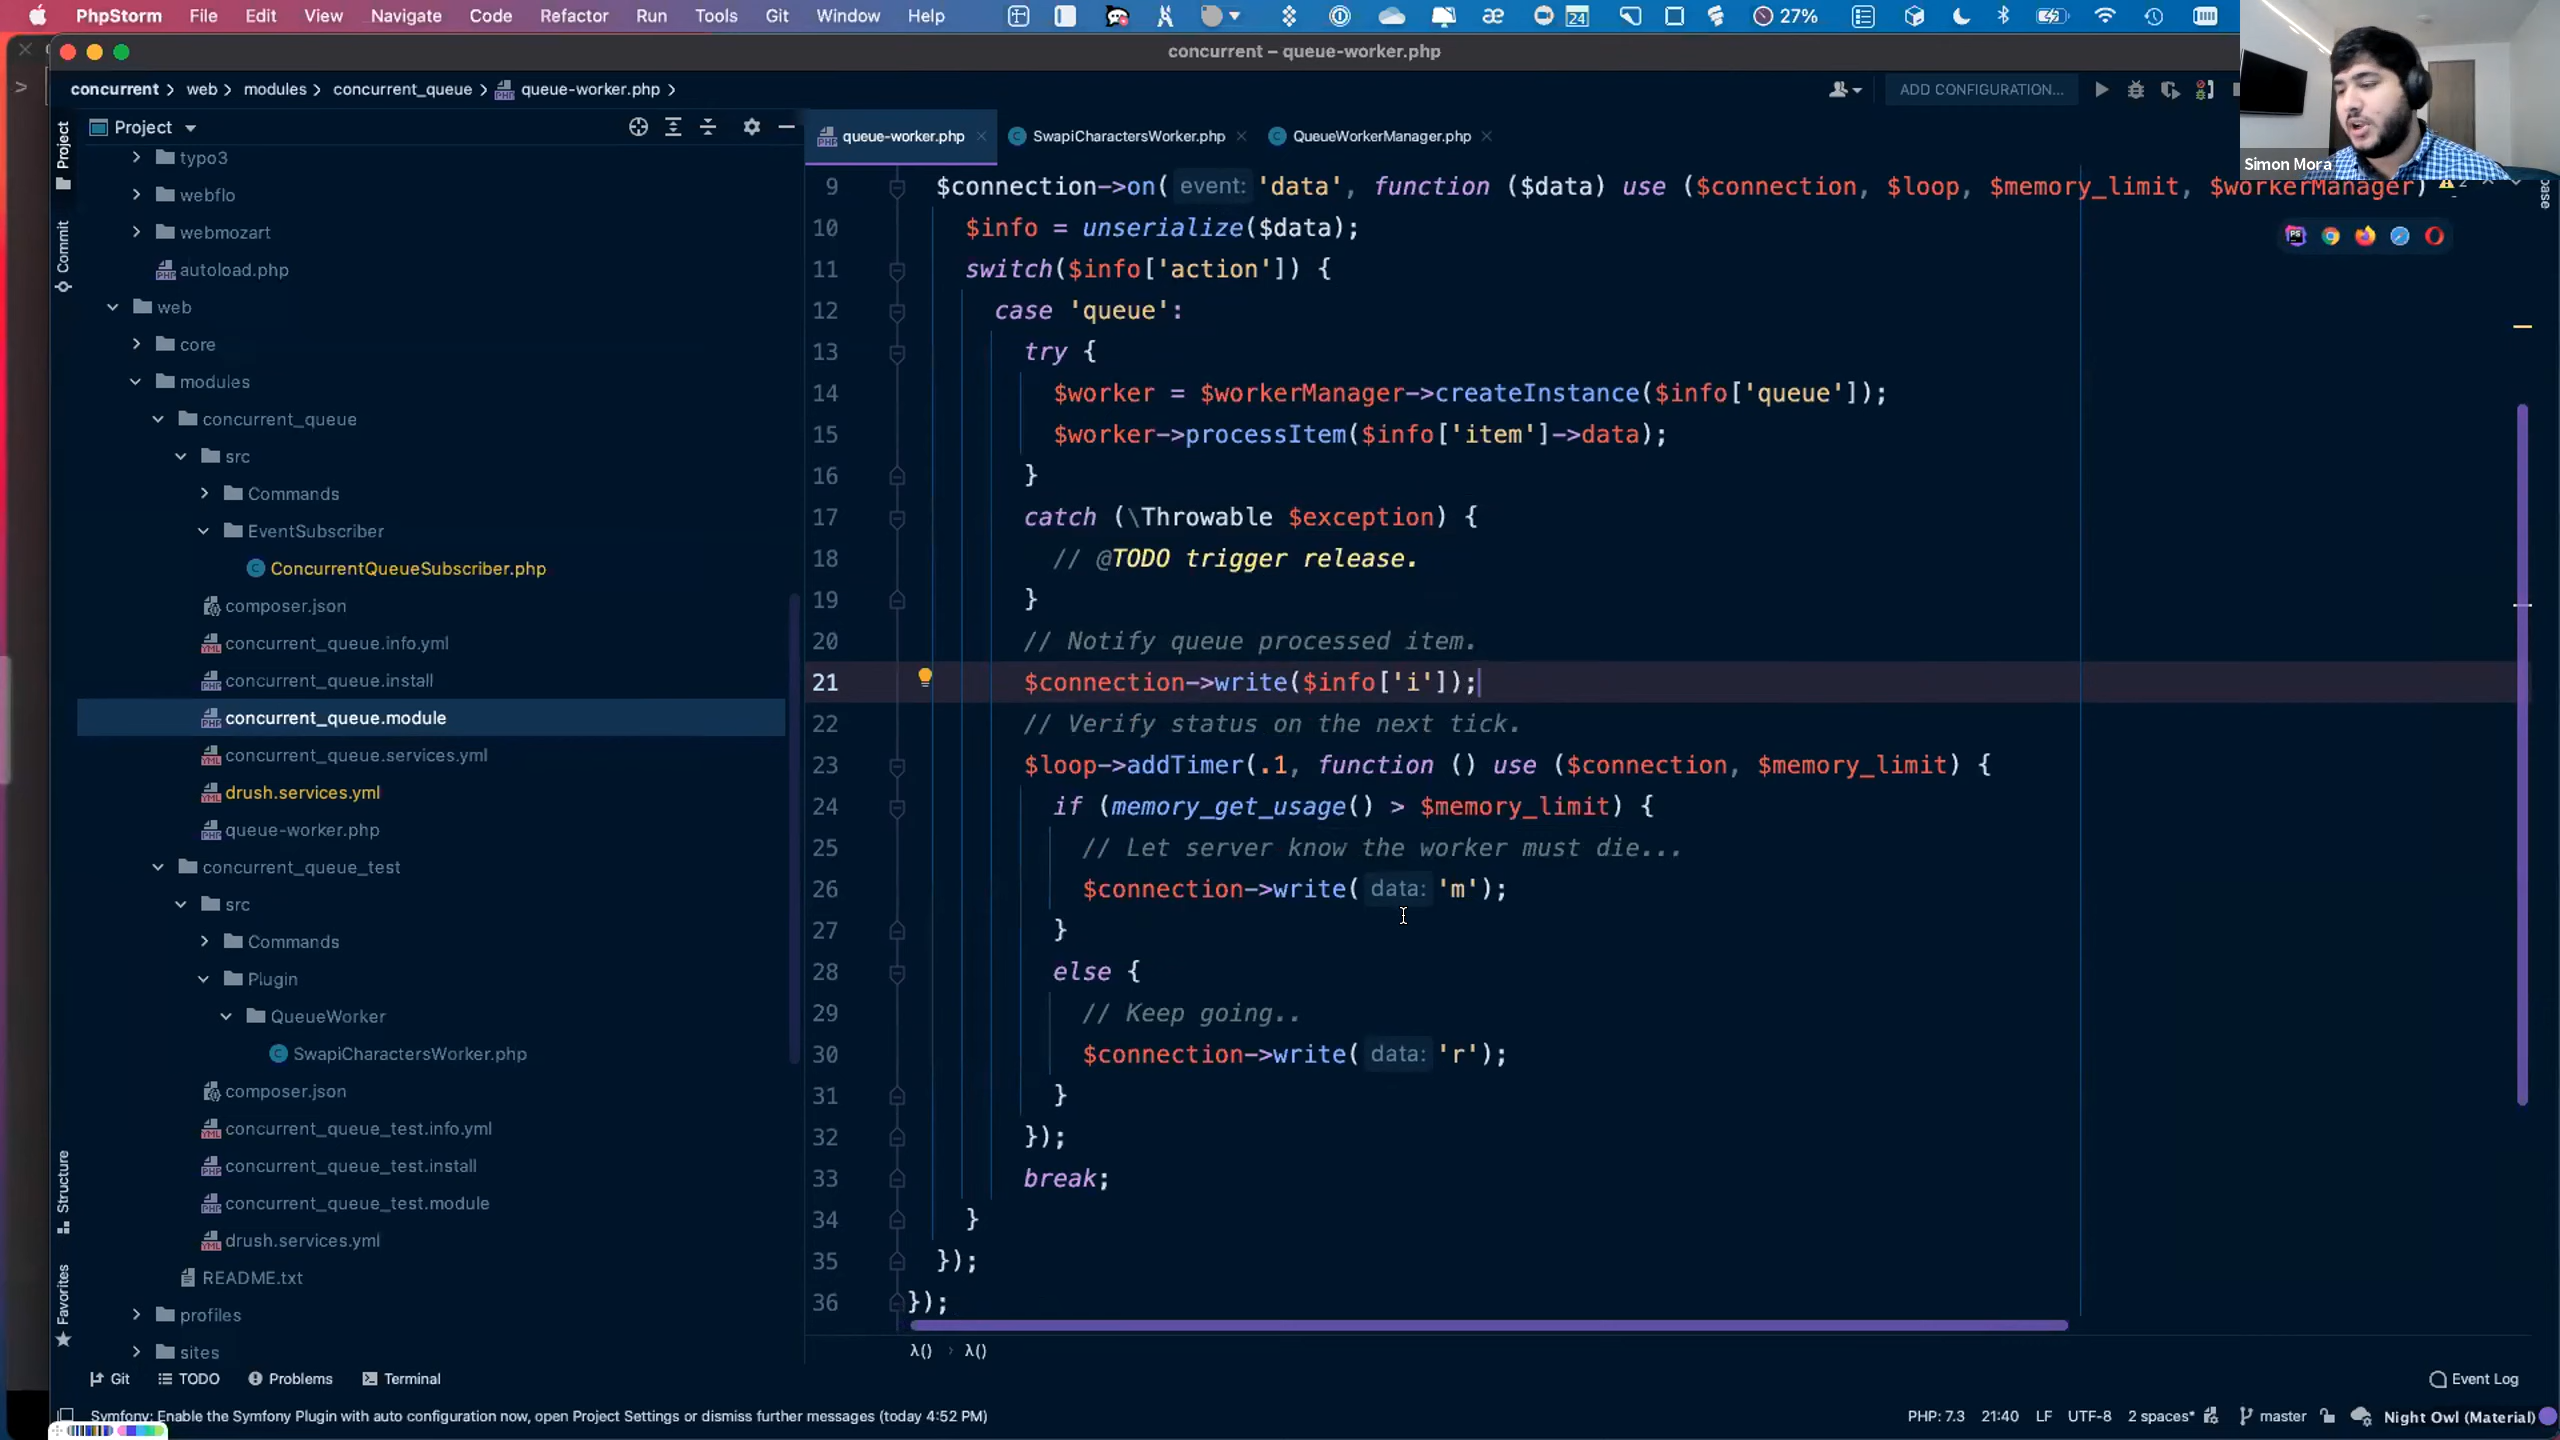 PhpStorm File Edit View Navigate Code Refactor Run Tools Git Window Help 24 27%
concurrent – queue-worker.php
concurrent › web › modules › concurrent_queue › queue-worker.php ›
ADD CONFIGURATION...
Project
queue-worker.php SwapiCharactersWorker.php QueueWorkerManager.php
Simon Mora
Project
Commit
Structure
Favorites
typo3
webflo
webmozart
autoload.php
web
core
modules
concurrent_queue
src
Commands
EventSubscriber
ConcurrentQueueSubscriber.php
composer.json
concurrent_queue.info.yml
concurrent_queue.install
concurrent_queue.module
concurrent_queue.services.yml
drush.services.yml
queue-worker.php
concurrent_queue_test
src
Commands
Plugin
QueueWorker
SwapiCharactersWorker.php
composer.json
concurrent_queue_test.info.yml
concurrent_queue_test.install
concurrent_queue_test.module
drush.services.yml
README.txt
profiles
sites
9 $connection->on( event: 'data', function ($data) use ($connection, $loop, $memory_limit, $workerManager)
10 $info = unserialize($data);
11 switch($info['action']) {
12 case 'queue':
13 try {
14 $worker = $workerManager->createInstance($info['queue']);
15 $worker->processItem($info['item']->data);
16 }
17 catch (\Throwable $exception) {
18 // @TODO trigger release.
19 }
20 // Notify queue processed item.
21 $connection->write($info['i']);
22 // Verify status on the next tick.
23 $loop->addTimer(.1, function () use ($connection, $memory_limit) {
24 if (memory_get_usage() > $memory_limit) {
25 // Let server know the worker must die...
26 $connection->write( data: 'm');
27 }
28 else {
29 // Keep going..
30 $connection->write( data: 'r');
31 }
32 });
33 break;
34 }
35 });
36 });
λ() › λ()
Git TODO Problems Terminal Event Log
Symfony: Enable the Symfony Plugin with auto configuration now, open Project Settings or dismiss further messages (today 4:52 PM) PHP: 7.3 21:40 LF UTF-8 2 spaces* master Night Owl (Material)